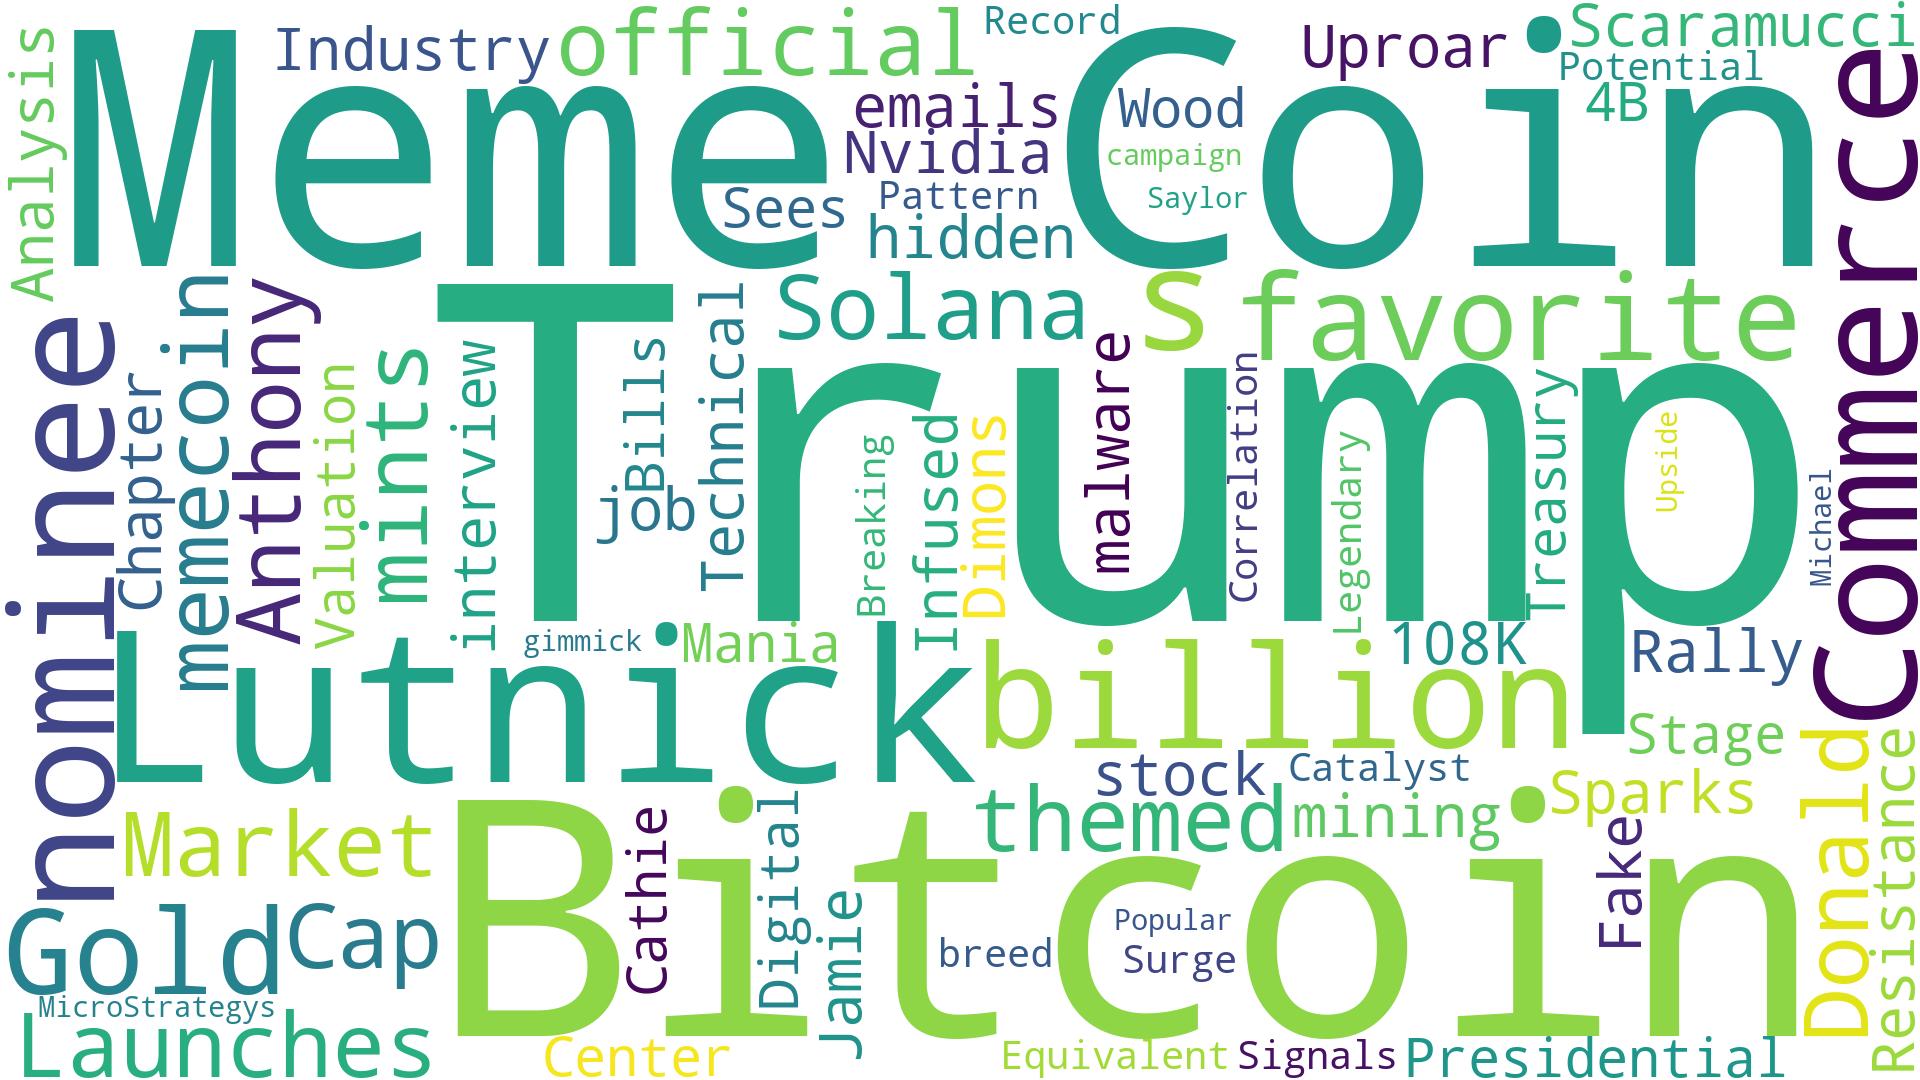 Meme Coin
Trump
Bitcoin
Lutnick
billion
nominee
Commerce
Analysis
Industry
official
Record
Uproar
Scaramucci
Potential
4B
emails
Nvidia
Wood
campaign
Saylor
Sees
Pattern
hidden
Solana
s
favorite
memecoin
Anthony
Chapter
Valuation
mints
interview
Bills
job
Technical
Breaking
Infused
Dimons
malware
Correlation
Legendary
Treasury
Upside
Michael
gimmick
Mania
108K
Rally
Stage
stock
Catalyst
themed
mining
Sparks
Donald
Resistance
Market
Gold
Cap
MicroStrategys
Launches
Cathie
Digital
Jamie
breed
Popular
Surge
Fake
Center
Equivalent
Signals
Presidential